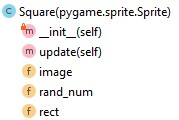 C Square(pygame.sprite.Sprite)
m __init__(self)
m update(self)
f image
f rand_num
f rect